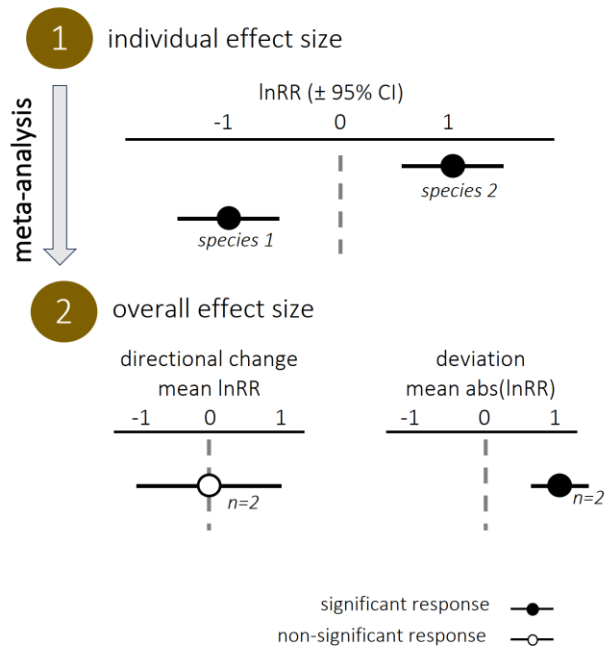 1 individual effect size
meta-analysis
lnRR (± 95% CI)
-1 0 1
species 2
species 1
2 overall effect size
directional change
mean lnRR
-1 0 1
n=2
deviation
mean abs(lnRR)
-1 0 1
n=2
significant response
non-significant response